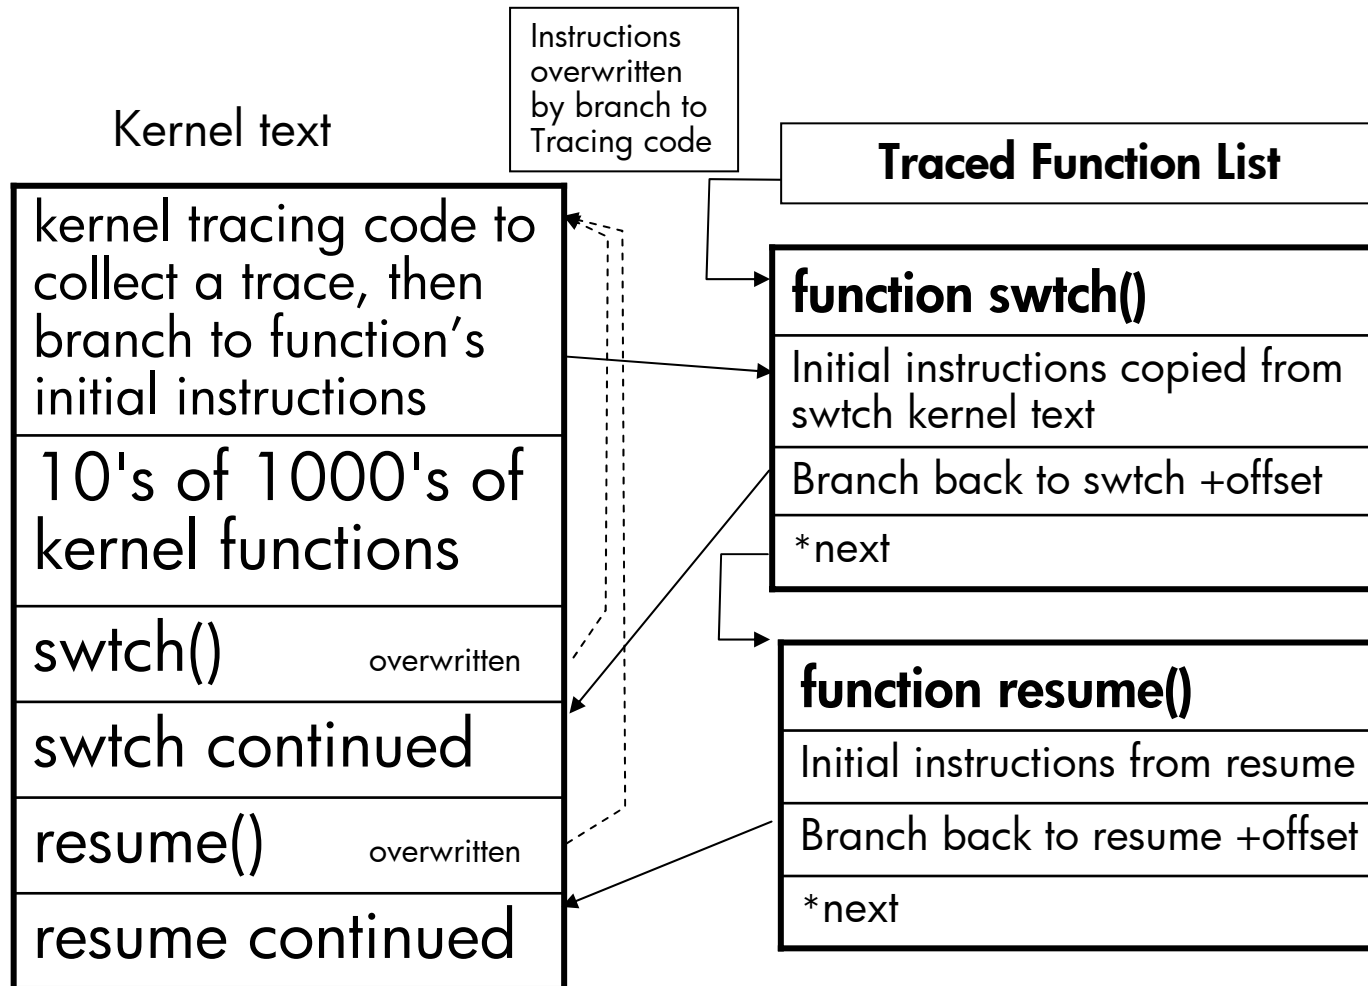 Instructions
overwritten
by branch to
Tracing code
Kernel text
kernel tracing code to
collect a trace, then
branch to function’s
initial instructions
10's of 1000's of
kernel functions
swtch() overwritten
swtch continued
resume() overwritten
resume continued
Traced Function List
function swtch()
Initial instructions copied from
swtch kernel text
Branch back to swtch +offset
*next
function resume()
Initial instructions from resume
Branch back to resume +offset
*next